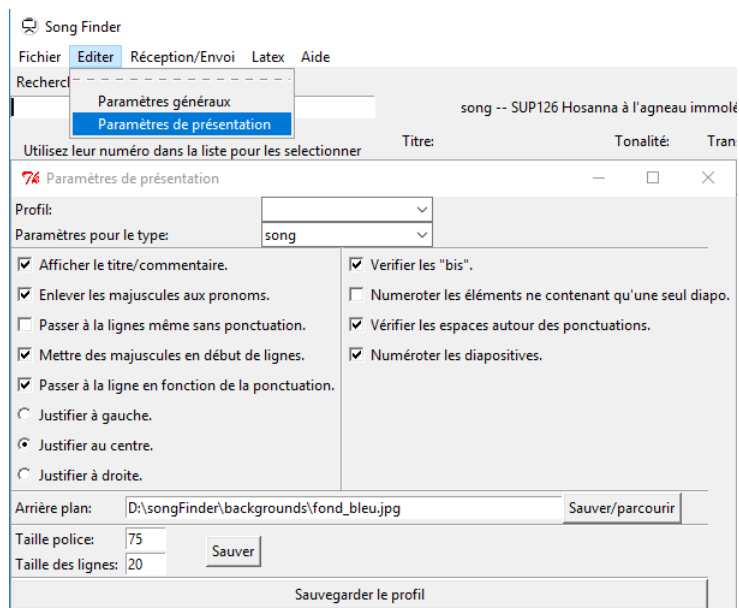 Song Finder
Fichier Editer Réception/Envoi Latex Aide
Recherch
Paramètres généraux
Paramètres de présentation
song -- SUP126 Hosanna à l'agneau immolé
Utilisez leur numéro dans la liste pour les selectionner
Titre: Tonalité: Trans
Paramètres de présentation
Profil:
Paramètres pour le type: song
Afficher le titre/commentaire.
Verifier les "bis".
Enlever les majuscules aux pronoms.
Numeroter les éléments ne contenant qu'une seul diapo.
Passer à la lignes même sans ponctuation.
Vérifier les espaces autour des ponctuations.
Mettre des majuscules en début de lignes.
Numéroter les diapositives.
Passer à la ligne en fonction de la ponctuation.
Justifier à gauche.
Justifier au centre.
Justifier à droite.
Arrière plan: D:\songFinder\backgrounds\fond_bleu.jpg Sauver/parcourir
Taille police: 75
Sauver
Taille des lignes: 20
Sauvegarder le profil